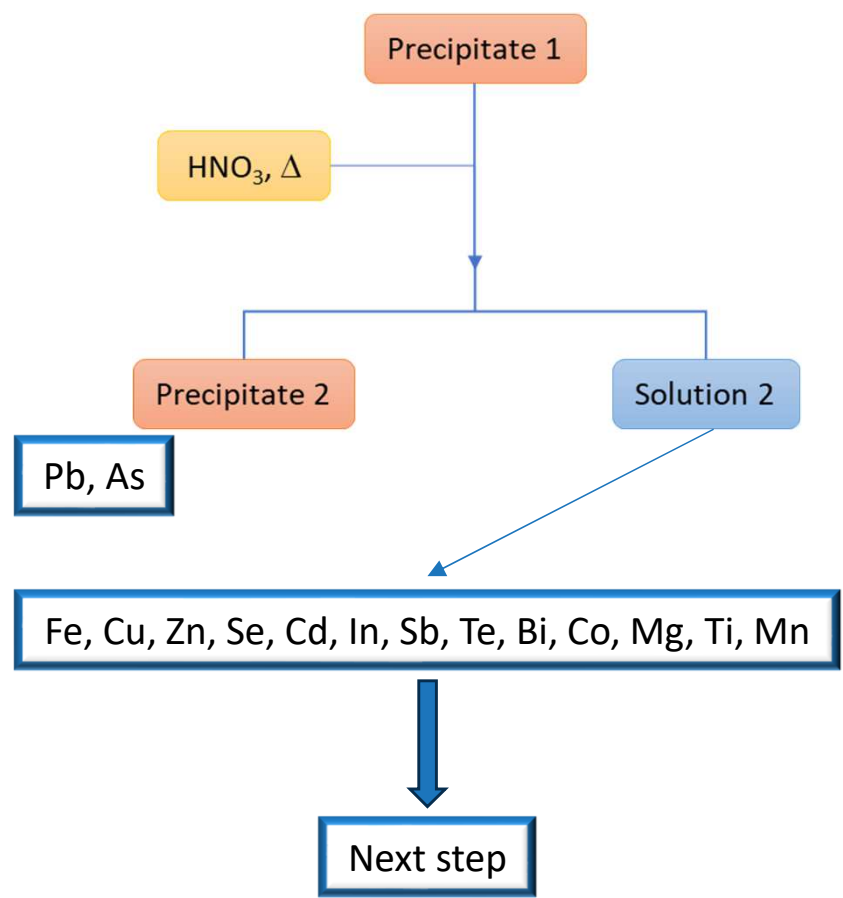 Precipitate 1
HNO₃, Δ
Precipitate 2
Solution 2
Pb, As
Fe, Cu, Zn, Se, Cd, In, Sb, Te, Bi, Co, Mg, Ti, Mn
Next step